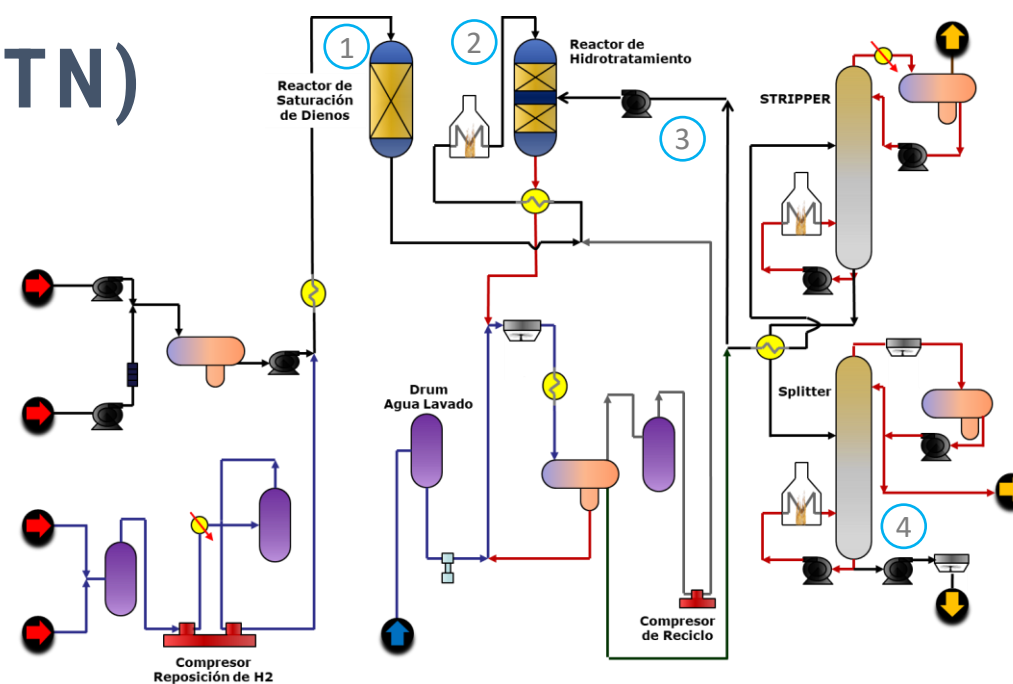 TN)
1
2
Reactor de
Hidrotratamiento
Reactor de
Saturación
de Dienos
STRIPPER
3
Drum
Agua Lavado
Splitter
4
Compresor
de Reciclo
Compresor
Reposición de H2